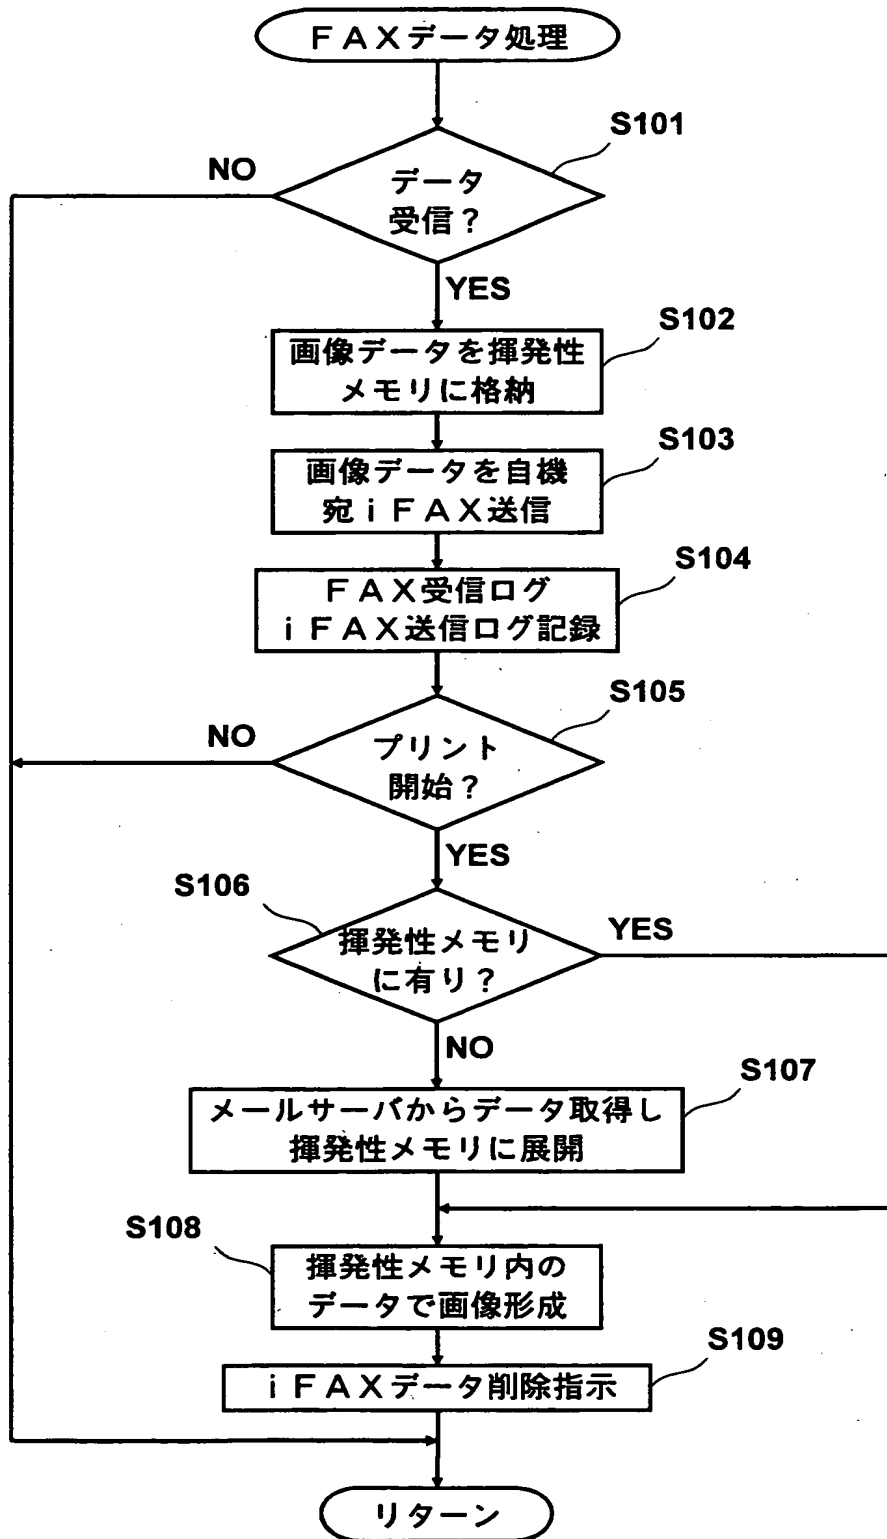 ＦＡＸデータ処理
S101
NO
データ
受信？
YES
S102
画像データを揮発性
メモリに格納
S103
画像データを自機
宛ｉＦＡＸ送信
S104
ＦＡＸ受信ログ
ｉＦＡＸ送信ログ記録
S105
NO
プリント
開始？
YES
S106
揮発性メモリ
に有り？
YES
NO
S107
メールサーバからデータ取得し
揮発性メモリに展開
S108
揮発性メモリ内の
データで画像形成
S109
ｉＦＡＸデータ削除指示
リターン